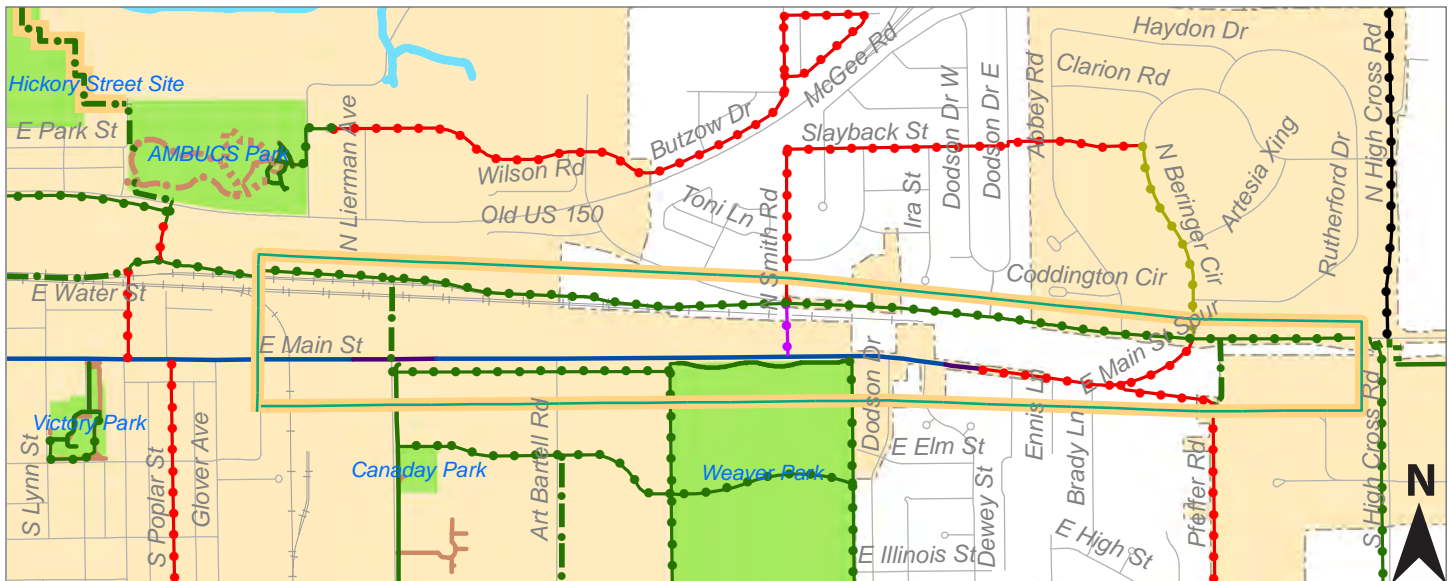 Haydon Dr
McGee Rd
N High Cross Rd
Hickory Street Site
Clarion Rd
Dodson Dr W
Dodson Dr E
Abbey Rd
E Park St
Butzow Dr
Slayback St
N Lierman Ave
AMBUCS Park
Wilson Rd
Artesia Xing
N Beringer Cir
Rutherford Dr
Toni Ln
Ira St
Old US 150
N Smith Rd
Coddington Cir
E Water St
E Main St
E Main St Spur
Dodson Dr
Victory Park
Ennis Ln
Brady Ln
S Lynn St
S Poplar St
Glover Ave
Canaday Park
Art Bartell Rd
Weaver Park
E Elm St
Pfeffer Rd
S High Cross Rd
N
Dewey St
E Illinois St
E High St